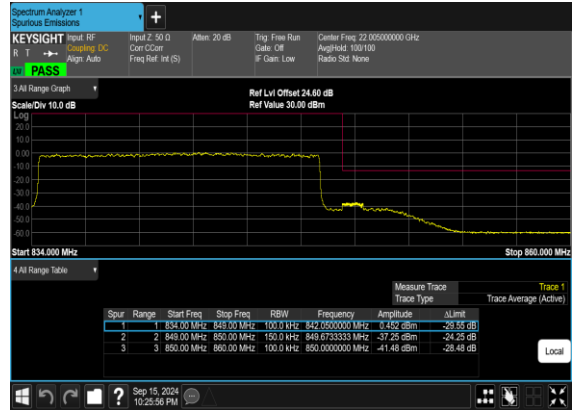 Spectrum Analyzer 1
Spurious Emissions
KEYSIGHT Input: RF Input Z: 50 Ω Atten: 20 dB Trig: Free Run Center Freq: 22.005000000 GHz
R T Coupling: DC Corr CCorr Gate: Off Avg|Hold: 100/100
Align: Auto Freq Ref: Int (S) IF Gain: Low Radio Std: None
PASS
3 All Range Graph
Ref Lvl Offset 24.60 dB
Scale/Div 10.0 dB Ref Value 30.00 dBm
Log
20.0
10.0
0.00
-10.0
-20.0
-30.0
-40.0
-50.0
-60.0
Start 834.000 MHz Stop 860.000 MHz
4 All Range Table
Measure Trace Trace 1
Trace Type Trace Average (Active)
Spur Range Start Freq Stop Freq RBW Frequency Amplitude ΔLimit
1 1 834.00 MHz 849.00 MHz 100.0 kHz 842.0500000 MHz 0.452 dBm -29.55 dB
2 2 849.00 MHz 850.00 MHz 150.0 kHz 849.6733333 MHz -37.25 dBm -24.25 dB
3 3 850.00 MHz 860.00 MHz 100.0 kHz 850.0000000 MHz -41.48 dBm -28.48 dB
Local
? Sep 15, 2024
10:25:56 PM